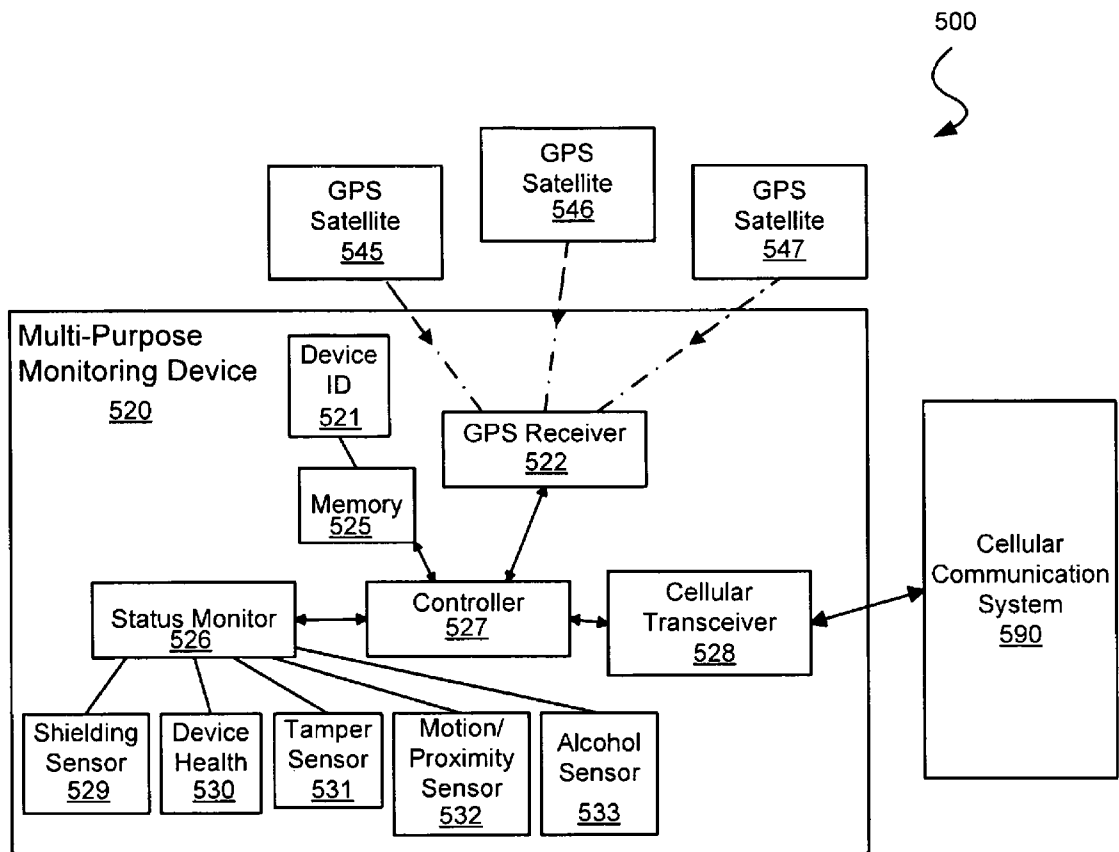 500
GPS
Satellite
545
GPS
Satellite
546
GPS
Satellite
547
Multi-Purpose
Monitoring Device
520
Device
ID
521
GPS Receiver
522
Memory
525
Status Monitor
526
Controller
527
Cellular
Transceiver
528
Cellular
Communication
System
590
Shielding
Sensor
529
Device
Health
530
Tamper
Sensor
531
Motion/
Proximity
Sensor
532
Alcohol
Sensor
533